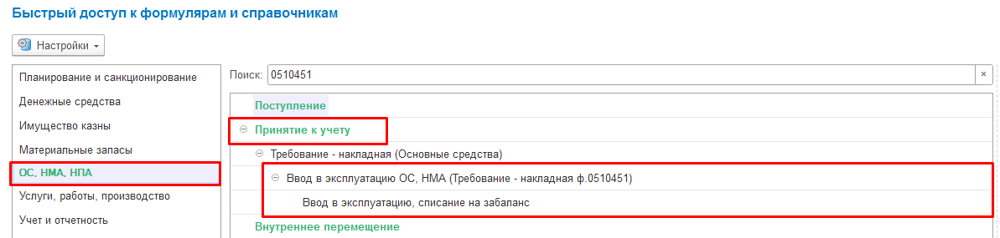 Быстрый доступ к формулярам и справочникам
Настройки
Планирование и санкционирование
Денежные средства
Имущество казны
Материальные запасы
ОС, НМА, НПА
Услуги, работы, производство
Учет и отчетность
Поиск: 0510451 ×
Поступление
Принятие к учету
Требование - накладная (Основные средства)
Ввод в эксплуатацию ОС, НМА (Требование - накладная ф.0510451)
Ввод в эксплуатацию, списание на забаланс
Внутреннее перемещение